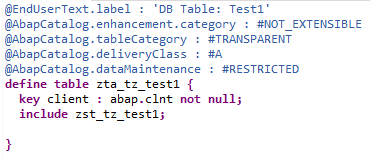 @EndUserText.label : 'DB Table: Test1'
@AbapCatalog.enhancement.category : #NOT_EXTENSIBLE
@AbapCatalog.tableCategory : #TRANSPARENT
@AbapCatalog.deliveryClass : #A
@AbapCatalog.dataMaintenance : #RESTRICTED
define table zta_tz_test1 {
  key client : abap.clnt not null;
  include zst_tz_test1;
}